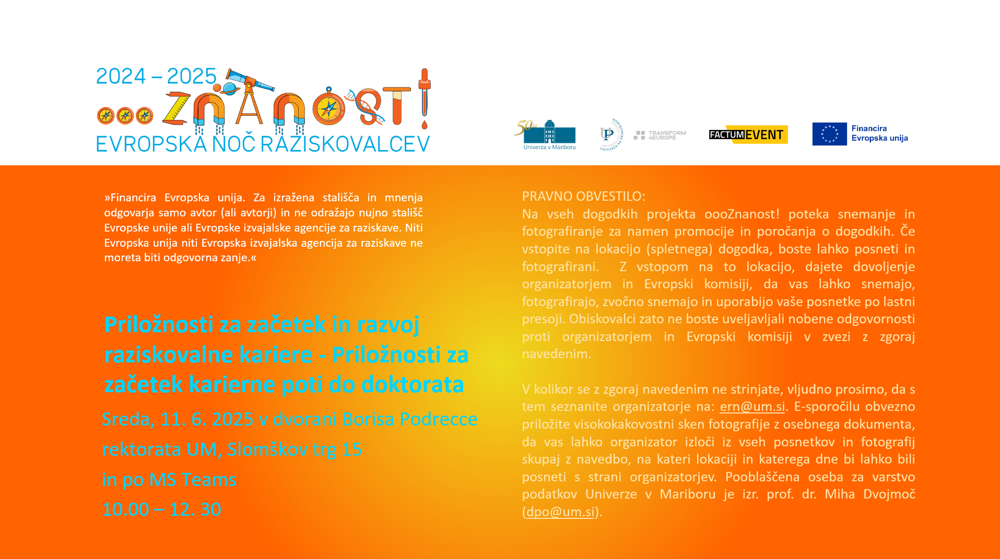 2024 – 2025
...ZnAnOST!
EVROPSKA NOČ RAZISKOVALCEV
50 let
Univerza v Mariboru
UP
UNIVERZA NA PRIMORSKEM
TRANSFORM
4EUROPE
FACTUMEVENT
Financira
Evropska unija
»Financira Evropska unija. Za izražena stališča in mnenja
odgovarja samo avtor (ali avtorji) in ne odražajo nujno stališč
Evropske unije ali Evropske izvajalske agencije za raziskave. Niti
Evropska unija niti Evropska izvajalska agencija za raziskave ne
moreta biti odgovorna zanje.«
Priložnosti za začetek in razvoj
raziskovalne kariere - Priložnosti za
začetek karierne poti do doktorata
Sreda, 11. 6. 2025 v dvorani Borisa Podrecce
rektorata UM, Slomškov trg 15
in po MS Teams
10.00 – 12. 30
PRAVNO OBVESTILO:
Na vseh dogodkih projekta oooZnanost! poteka snemanje in
fotografiranje za namen promocije in poročanja o dogodkih. Če
vstopite na lokacijo (spletnega) dogodka, boste lahko posneti in
fotografirani. Z vstopom na to lokacijo, dajete dovoljenje
organizatorjem in Evropski komisiji, da vas lahko snemajo,
fotografirajo, zvočno snemajo in uporabijo vaše posnetke po lastni
presoji. Obiskovalci zato ne boste uveljavljali nobene odgovornosti
proti organizatorjem in Evropski komisiji v zvezi z zgoraj
navedenim.
V kolikor se z zgoraj navedenim ne strinjate, vljudno prosimo, da s
tem seznanite organizatorje na: ern@um.si. E-sporočilu obvezno
priložite visokokakovostni sken fotografije z osebnega dokumenta,
da vas lahko organizator izloči iz vseh posnetkov in fotografij
skupaj z navedbo, na kateri lokaciji in katerega dne bi lahko bili
posneti s strani organizatorjev. Pooblaščena oseba za varstvo
podatkov Univerze v Mariboru je izr. prof. dr. Miha Dvojmoč
(dpo@um.si).